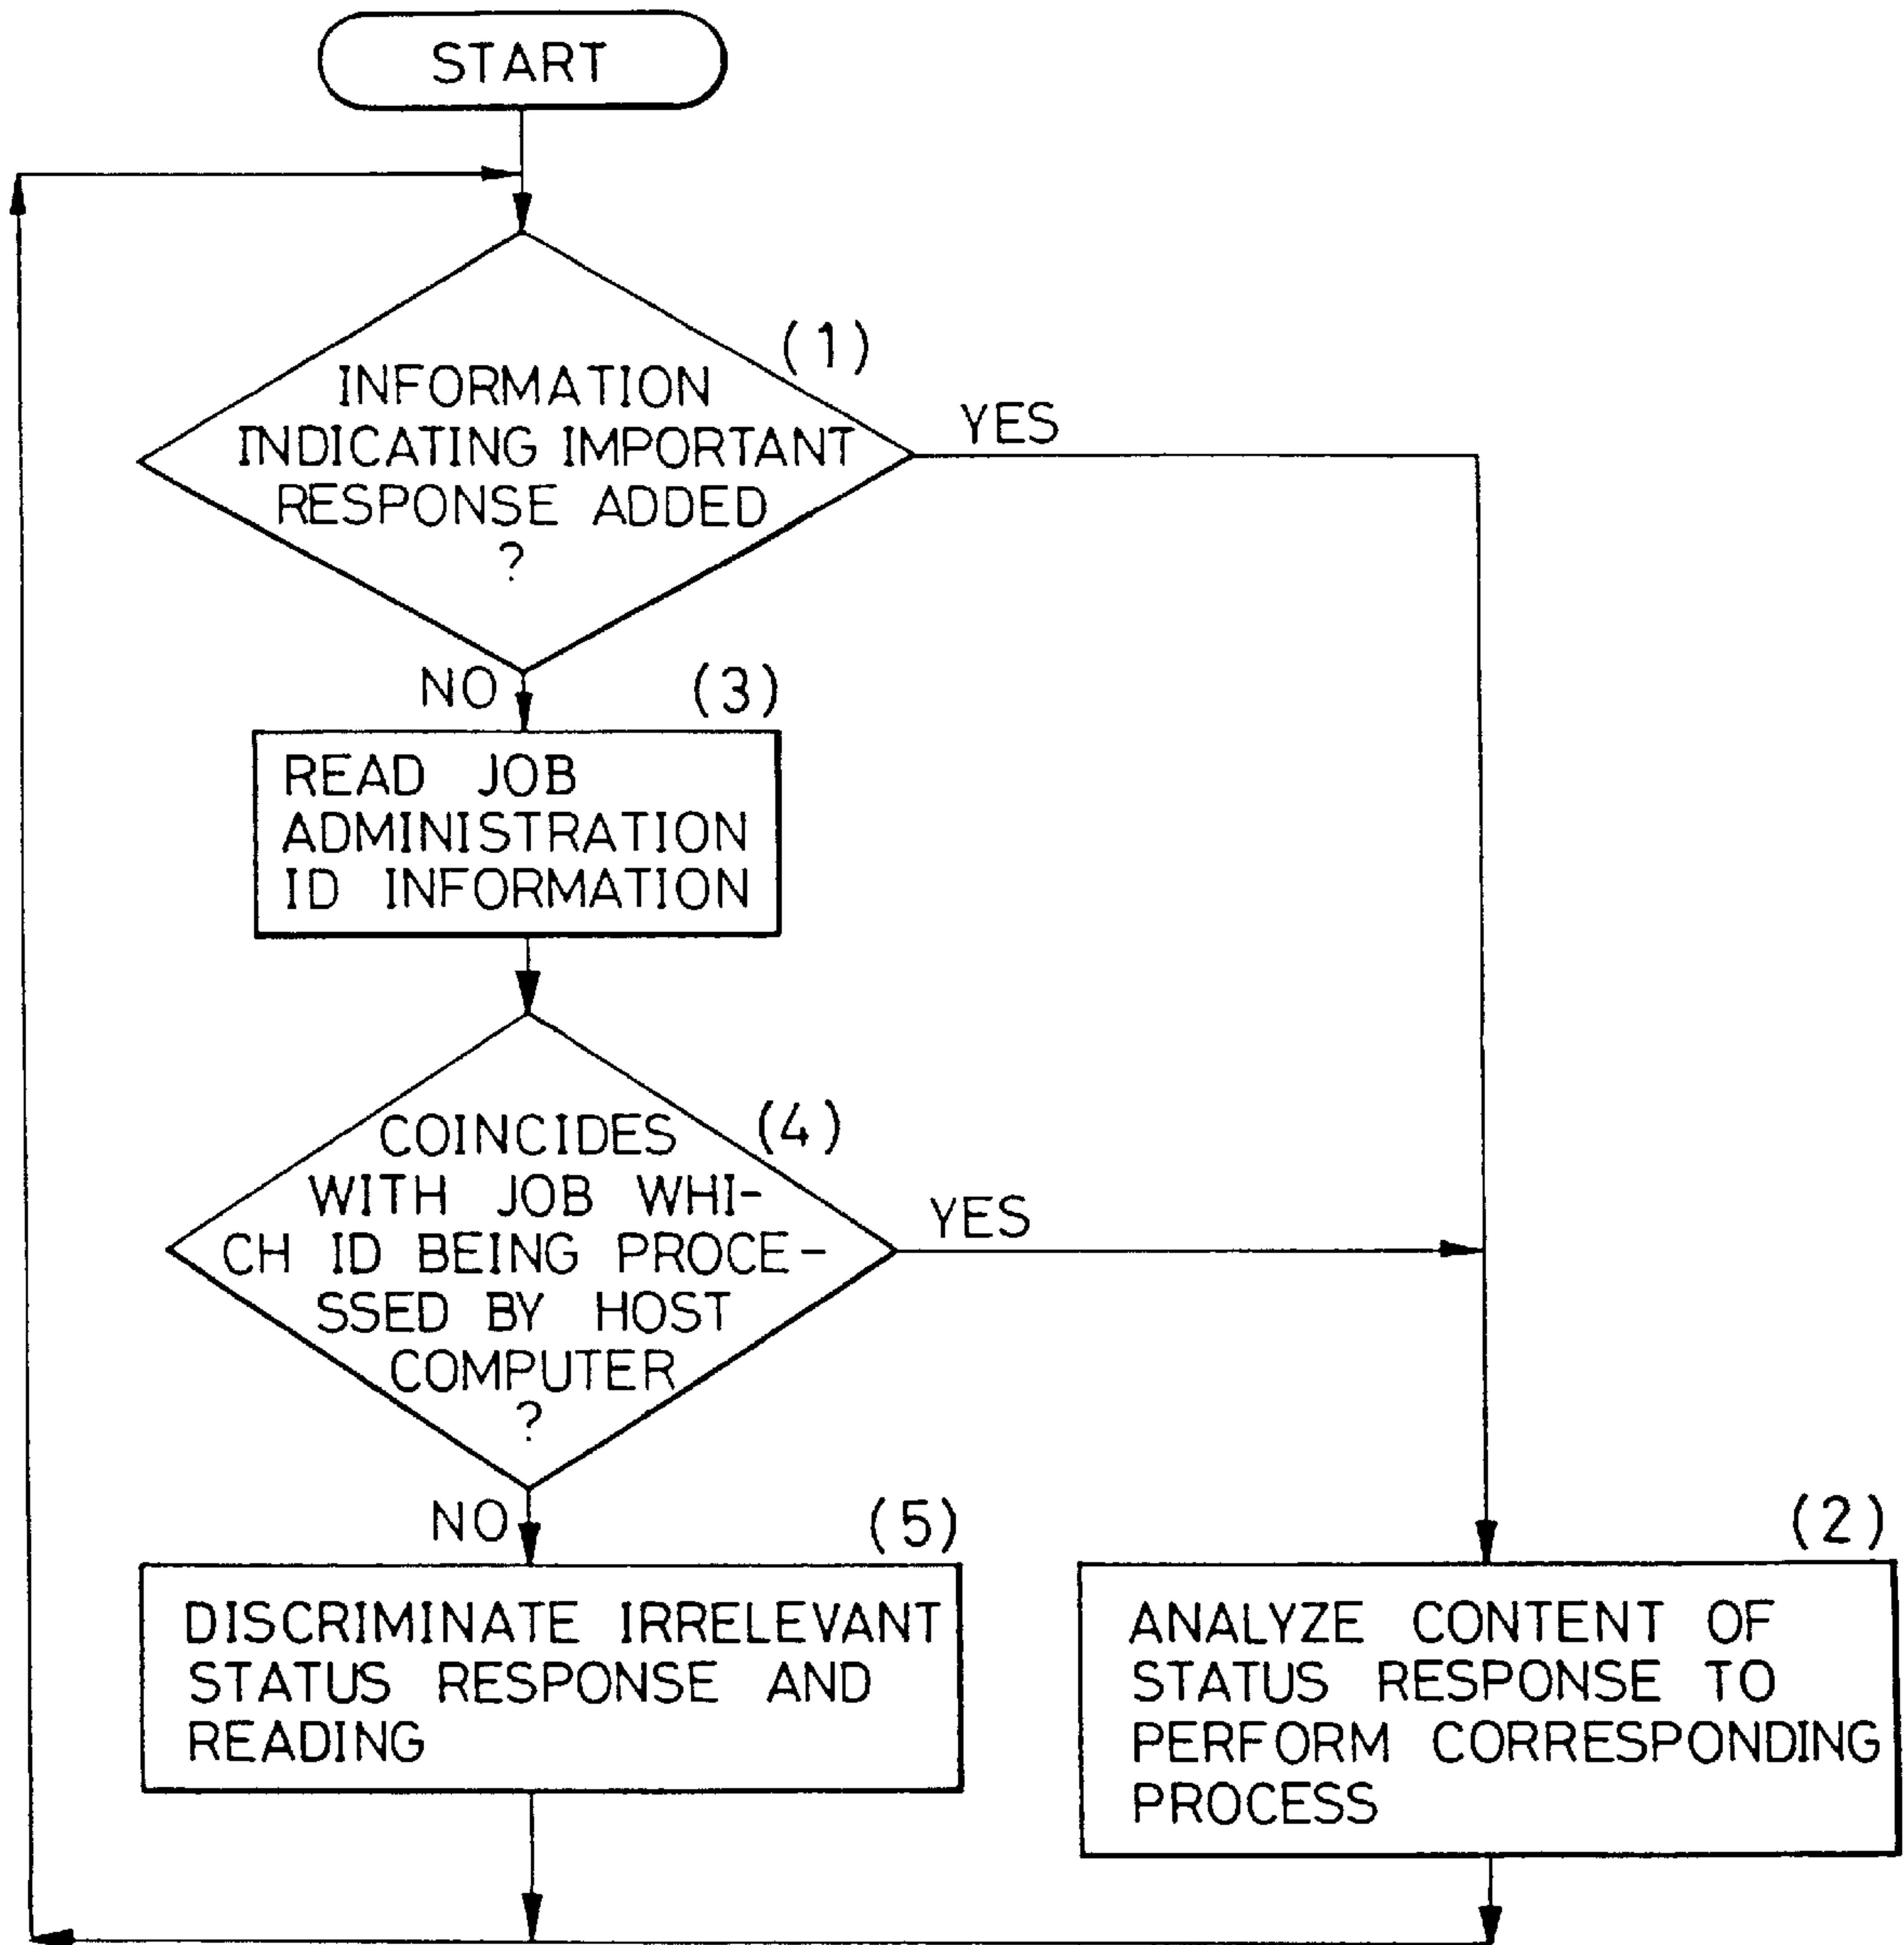 START
(1)
INFORMATION
INDICATING IMPORTANT
RESPONSE ADDED
?
YES
NO
(3)
READ JOB
ADMINISTRATION
ID INFORMATION
(4)
COINCIDES
WITH JOB WHI-
CH ID BEING PROCE-
SSED BY HOST
COMPUTER
?
YES
NO
(5)
DISCRIMINATE IRRELEVANT
STATUS RESPONSE AND
READING
(2)
ANALYZE CONTENT OF
STATUS RESPONSE TO
PERFORM CORRESPONDING
PROCESS